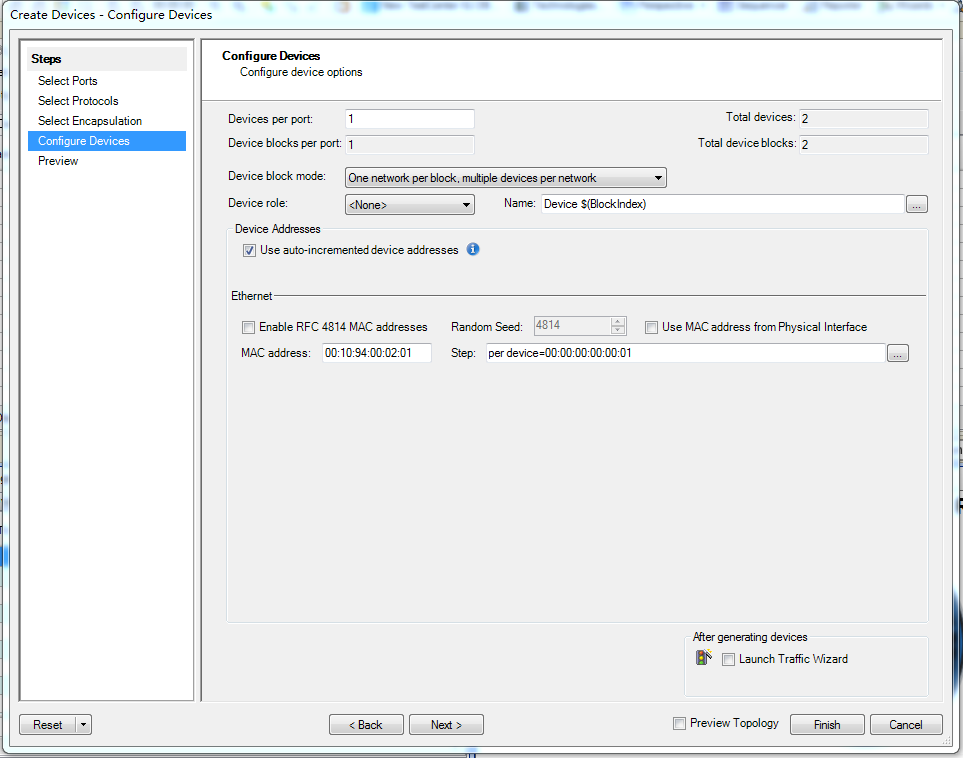 Create Devices - Configure Devices
Steps
Select Ports
Select Protocols
Select Encapsulation
Configure Devices
Preview
Configure Devices
Configure device options
Devices per port: 1 Total devices: 2
Device blocks per port: 1 Total device blocks: 2
Device block mode: One network per block, multiple devices per network
Device role: <None> Name: Device $(BlockIndex) ...
Device Addresses
Use auto-incremented device addresses
Ethernet
Enable RFC 4814 MAC addresses Random Seed: 4814 Use MAC address from Physical Interface
MAC address: 00:10:94:00:02:01 Step: per device=00:00:00:00:00:01 ...
After generating devices
Launch Traffic Wizard
Reset < Back Next > Preview Topology Finish Cancel